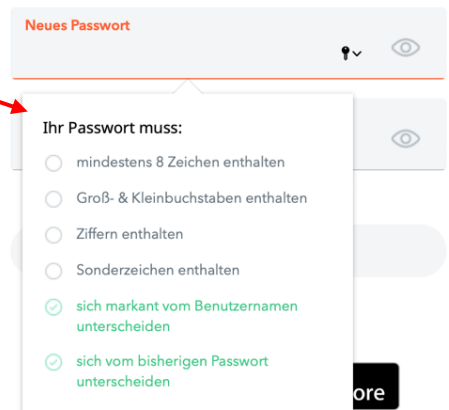 Neues Passwort
Ihr Passwort muss:
mindestens 8 Zeichen enthalten
Groß- & Kleinbuchstaben enthalten
Ziffern enthalten
Sonderzeichen enthalten
sich markant vom Benutzernamen
unterscheiden
sich vom bisherigen Passwort
unterscheiden
ore